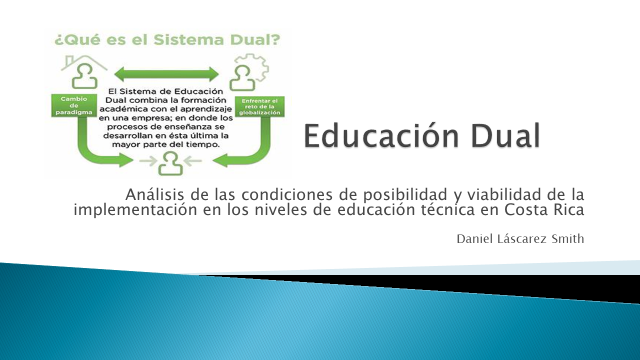 ¿Qué es el Sistema Dual?
Cambio
de
paradigma
El Sistema de Educación
Dual combina la formación
académica con el aprendizaje
en una empresa; en donde los
procesos de enseñanza se
desarrollan en ésta última la
mayor parte del tiempo.
Enfrentar el
reto de la
globalización
Educación Dual
Análisis de las condiciones de posibilidad y viabilidad de la
implementación en los niveles de educación técnica en Costa Rica
Daniel Láscarez Smith